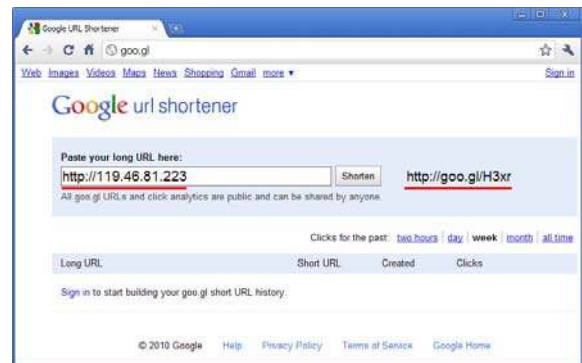 Google URL Shortener
goo.gl
Web Images Videos Maps News Shopping Gmail more ▼ Sign in
Google url shortener
Paste your long URL here:
http://119.46.81.223 Shorten http://goo.gl/H3xr
All goo.gl URLs and click analytics are public and can be shared by anyone
Clicks for the past: two hours | day | week | month | all time
Long URL Short URL Created Clicks
Sign in to start building your goo.gl short URL history.
© 2010 Google Help Privacy Policy Terms of Service Google Home